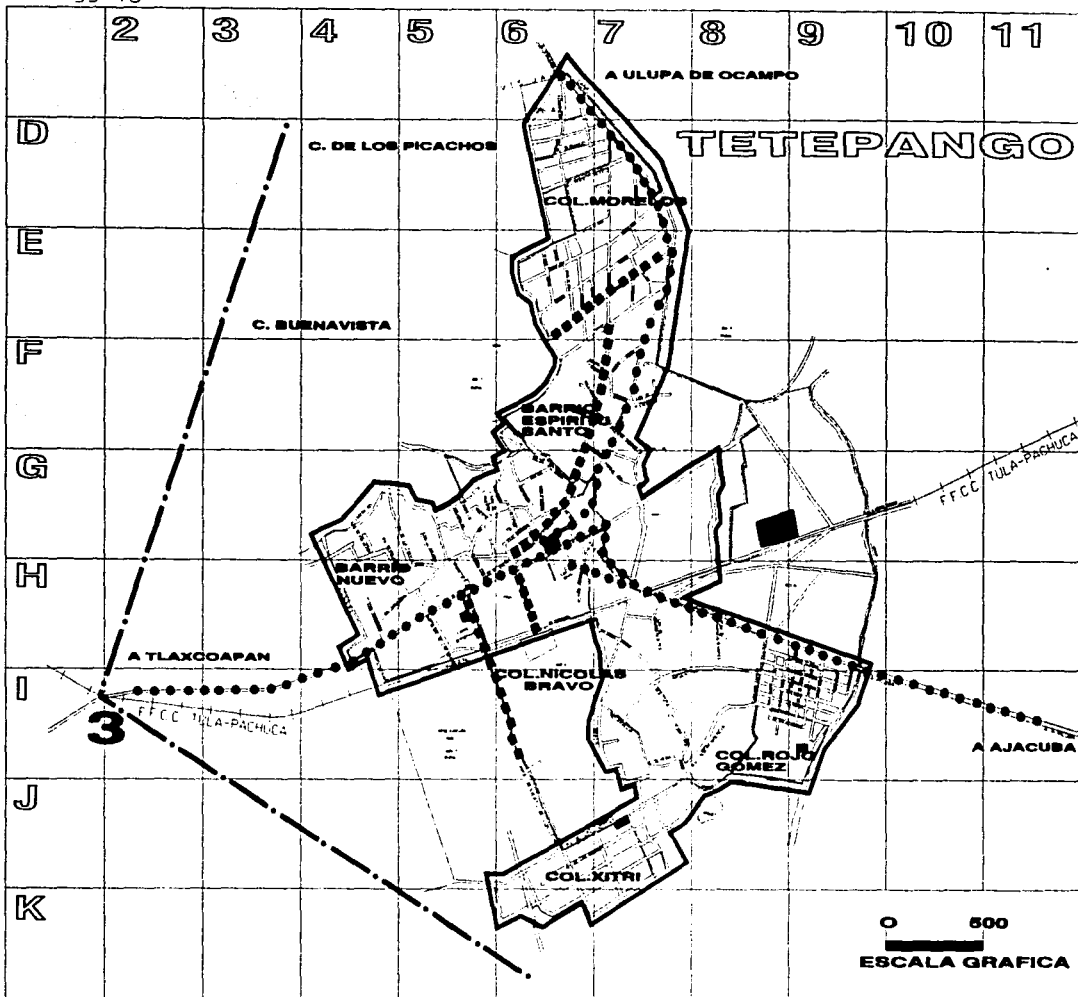 2 3 4 5 6 7 8 9 10 11
A ULUPA DE OCAMPO
D
TETEPANGO
C. DE LOS PICACHOS
COL.MORELOS
E
C. BUENAVISTA
F
BARRIO
ESPIRITU
SANTO
G
F.F.C.C. TULA-PACHUCA
H
BARRIO
NUEVO
A TLAXCOAPAN
I
COL.NICOLAS
BRAVO
3
F.F.C.C. TULA-PACHUCA
A AJACUBA
COL.ROJO
GOMEZ
J
COL.XITRI
K
0 500
ESCALA GRAFICA